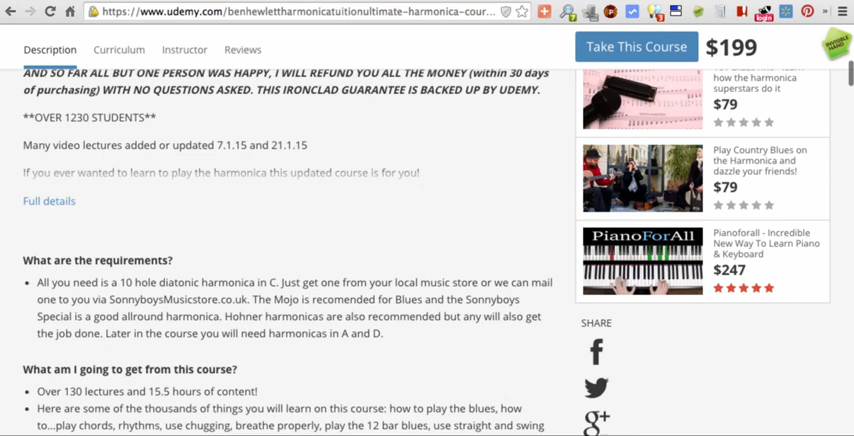 https://www.udemy.com/benhewlettharmonicatuitionultimate-harmonica-cour...
Description
Curriculum
Instructor
Reviews
Take This Course
$199
INVISIBLE HAND
AND SO FAR ALL BUT ONE PERSON WAS HAPPY, I WILL REFUND YOU ALL THE MONEY (within 30 days
of purchasing) WITH NO QUESTIONS ASKED. THIS IRONCLAD GUARANTEE IS BACKED UP BY UDEMY.
**OVER 1230 STUDENTS**
Many video lectures added or updated 7.1.15 and 21.1.15
If you ever wanted to learn to play the harmonica this updated course is for you!
Full details
What are the requirements?
• All you need is a 10 hole diatonic harmonica in C. Just get one from your local music store or we can mail
one to you via SonnyboysMusicstore.co.uk. The Mojo is recomended for Blues and the Sonnyboys
Special is a good allround harmonica. Hohner harmonicas are also recommended but any will also get
the job done. Later in the course you will need harmonicas in A and D.
What am I going to get from this course?
• Over 130 lectures and 15.5 hours of content!
• Here are some of the thousands of things you will learn on this course: how to play the blues, how
to...play chords, rhythms, use chugging, breathe properly, play the 12 bar blues, use straight and swing
how the harmonica
superstars do it
$79
Play Country Blues on
the Harmonica and
dazzle your friends!
$79
PianoForAll
Pianoforall - Incredible
New Way To Learn Piano
& Keyboard
$247
SHARE